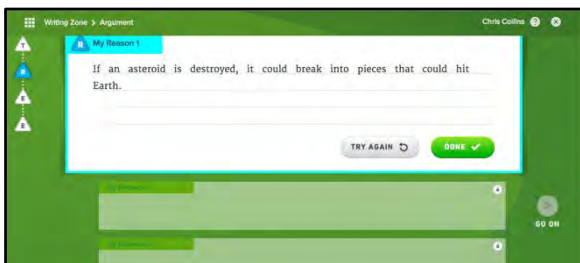 Writing Zone > Argument
Chris Collins ?
T
R My Reason 1
R
If an asteroid is destroyed, it could break into pieces that could hit
Earth.
E
E
TRY AGAIN
DONE
GO ON